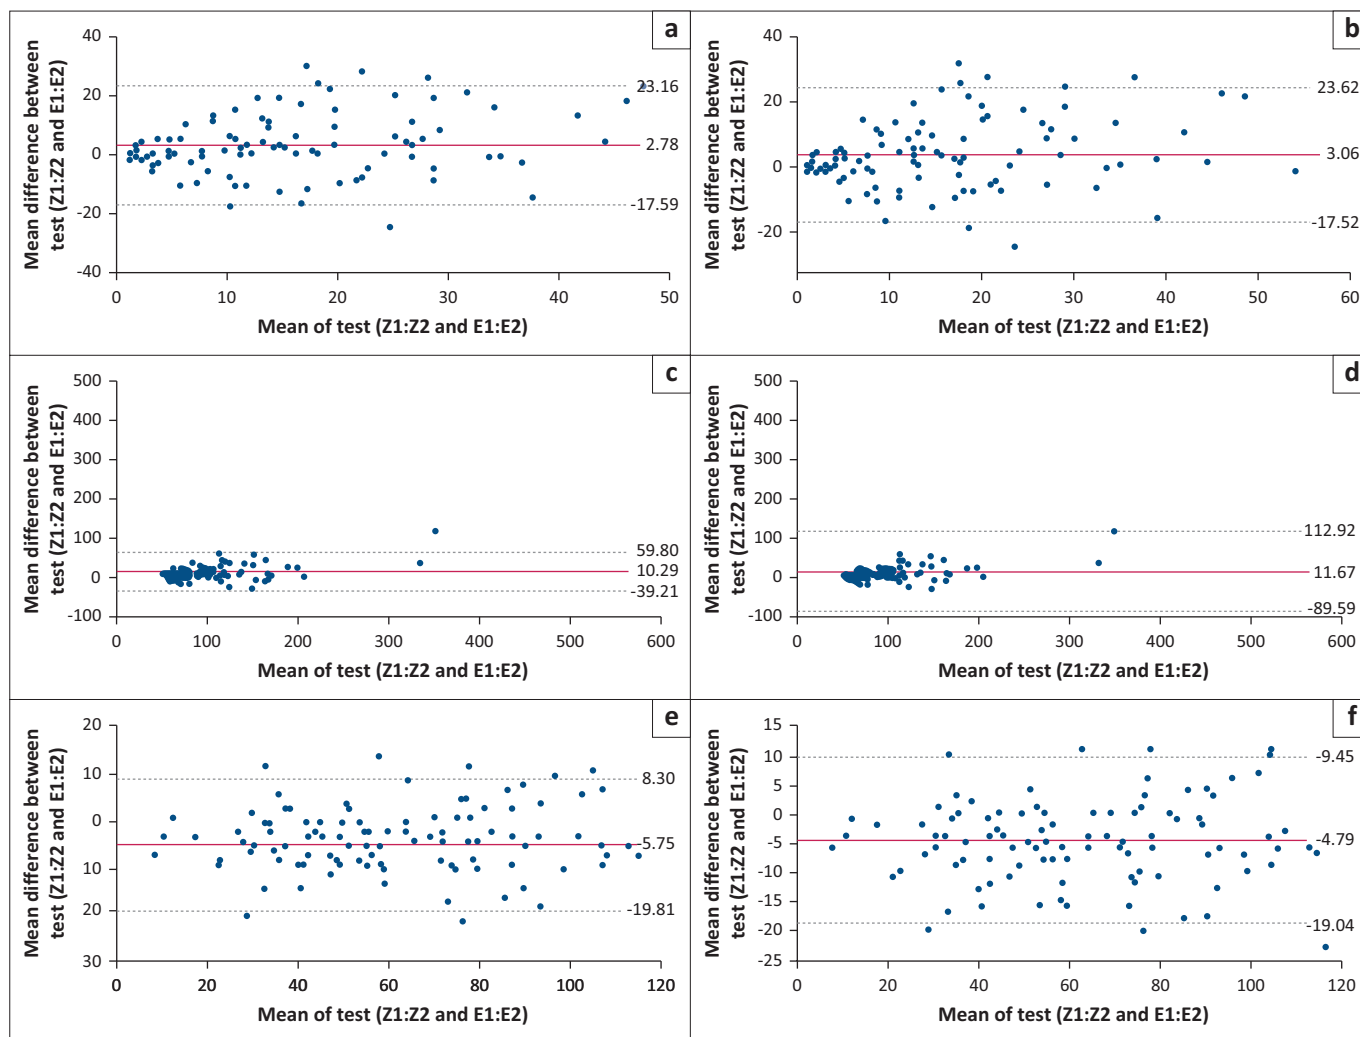 a
Mean difference between
test (Z1:Z2 and E1:E2)
40
20
0
-20
-40
23.16
2.78
-17.59
0 10 20 30 40 50
Mean of test (Z1:Z2 and E1:E2)
b
Mean difference between
test (Z1:Z2 and E1:E2)
40
20
0
-20
23.62
3.06
-17.52
0 10 20 30 40 50 60
Mean of test (Z1:Z2 and E1:E2)
c
Mean difference between
test (Z1:Z2 and E1:E2)
500
400
300
200
100
0
-100
59.80
10.29
-39.21
0 100 200 300 400 500 600
Mean of test (Z1:Z2 and E1:E2)
d
Mean difference between
test (Z1:Z2 and E1:E2)
500
400
300
200
100
0
-100
112.92
11.67
-89.59
0 100 200 300 400 500 600
Mean of test (Z1:Z2 and E1:E2)
e
Mean difference between
test (Z1:Z2 and E1:E2)
20
10
0
10
20
30
8.30
-5.75
-19.81
0 20 40 60 80 100 120
Mean of test (Z1:Z2 and E1:E2)
f
Mean difference between
test (Z1:Z2 and E1:E2)
15
10
5
0
-5
-10
-15
-20
-25
-9.45
-4.79
-19.04
0 20 40 60 80 100 120
Mean of test (Z1:Z2 and E1:E2)